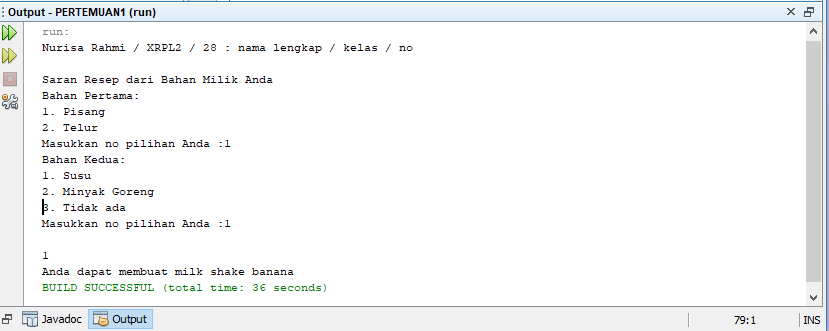 Output - PERTEMUAN1 (run)
run:
Nurisa Rahmi / XRPL2 / 28 : nama lengkap / kelas / no
Saran Resep dari Bahan Milik Anda
Bahan Pertama:
1. Pisang
2. Telur
Masukkan no pilihan Anda :1
Bahan Kedua:
1. Susu
2. Minyak Goreng
3. Tidak ada
Masukkan no pilihan Anda :1
1
Anda dapat membuat milk shake banana
BUILD SUCCESSFUL (total time: 36 seconds)
Javadoc Output 79:1 INS